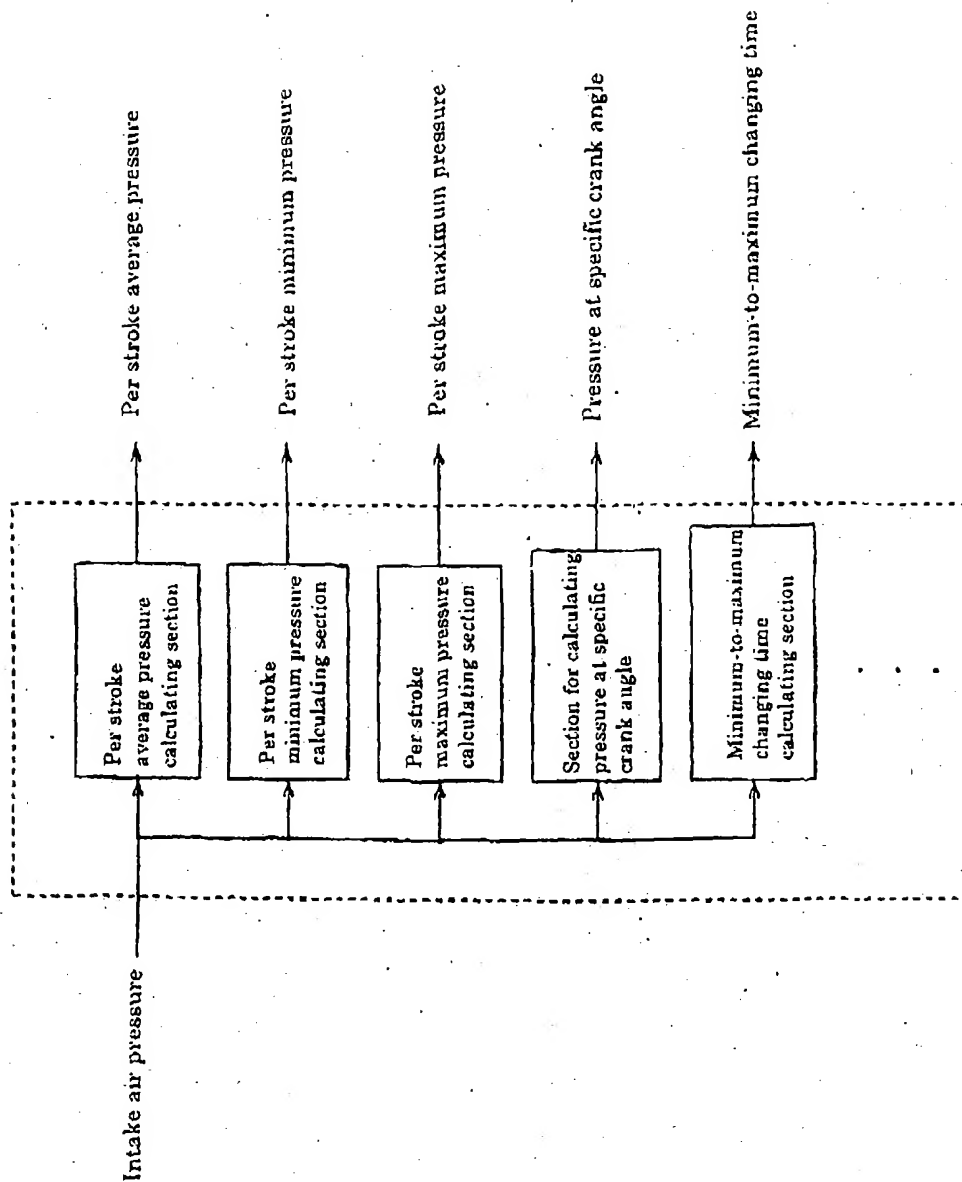 Intake air pressure
Per stroke
average pressure
calculating section
Per stroke average pressure
Per stroke
minimum pressure
calculating section
Per stroke minimum pressure
Per stroke
maximum pressure
calculating section
Per stroke maximum pressure
Section for calculating
pressure at specific
crank angle
Pressure at specific crank angle
Minimum-to-maximum
changing time
calculating section
Minimum-to-maximum changing time